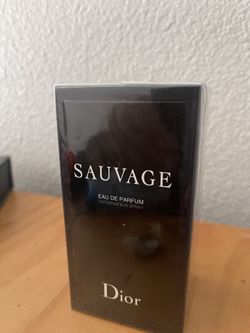 SAUVAGE
EAU DE PARFUM
VAPORISATEUR SPRAY
Dior